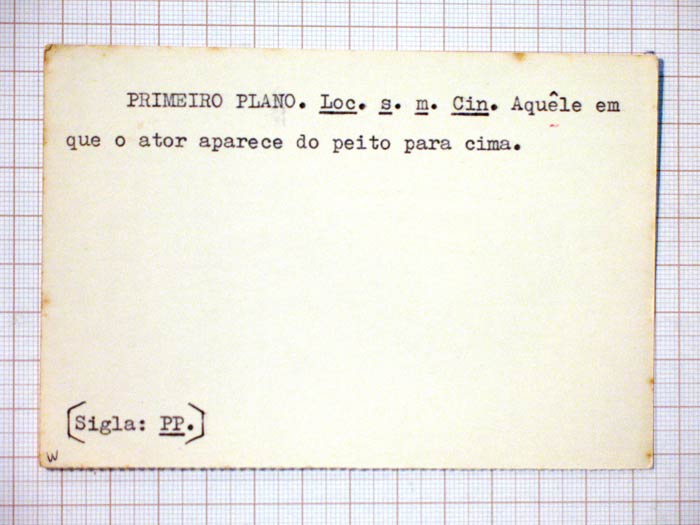 PRIMEIRO PLANO. Loc. s. m. Cin. Aquêle em
que o ator aparece do peito para cima.
[Sigla: PP.]
W